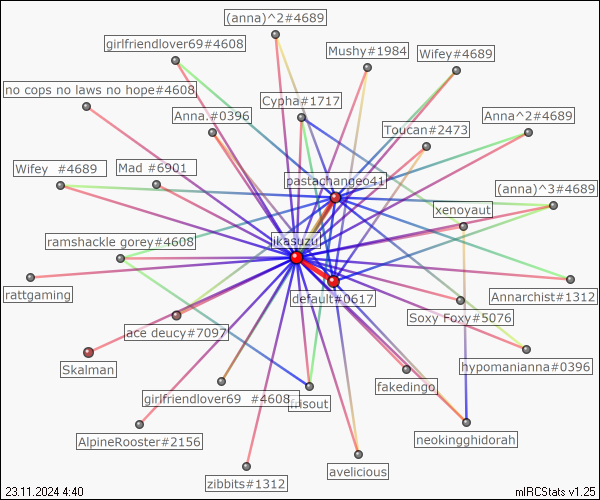 (anna)^2#4689
girlfriendlover69#4608
Mushy#1984
Wifey#4689
no cops no laws no hope#4608
Cypha#1717
Anna.#0396
Anna^2#4689
Toucan#2473
Wifey #4689
Mad #6901
pastachangeo41
(anna)^3#4689
xenoyaut
ramshackle gorey#4608
ikasuzu
rattgaming
default#0617
Annarchist#1312
Soxy Foxy#5076
ace deucy#7097
Skalman
hypomanianna#0396
fakedingo
girlfriendlover69 #4608
frisout
AlpineRooster#2156
neokingghidorah
zibbits#1312
avelicious
23.11.2024 4:40
mIRCStats v1.25